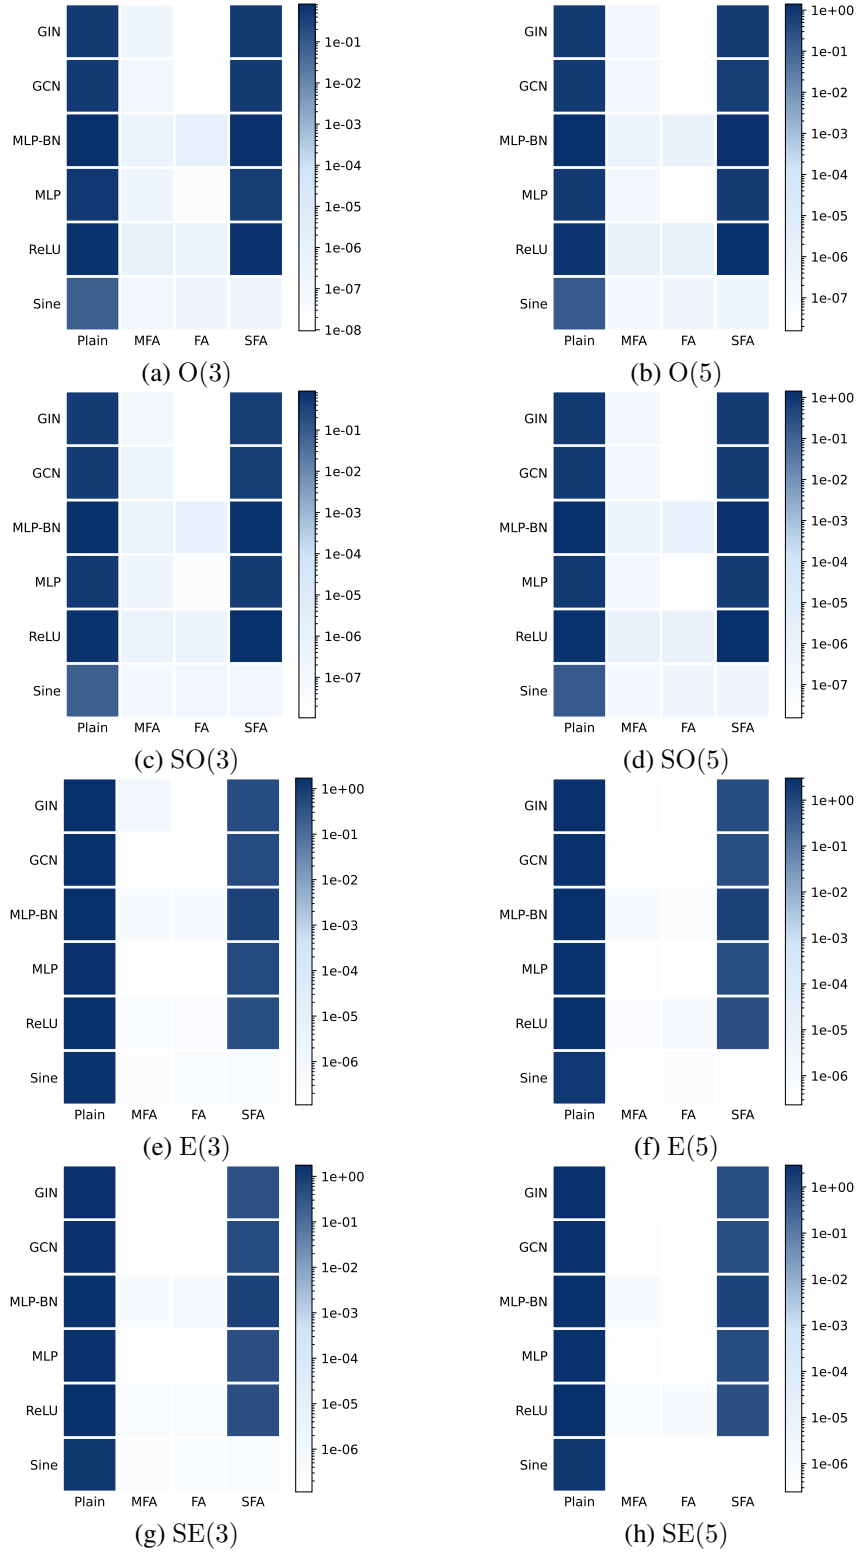 GIN
GCN
MLP-BN
MLP
ReLU
Sine
Plain MFA FA SFA
1e-01
1e-02
1e-03
1e-04
1e-05
1e-06
1e-07
1e-08
(a) O(3)
GIN
GCN
MLP-BN
MLP
ReLU
Sine
Plain MFA FA SFA
1e+00
1e-01
1e-02
1e-03
1e-04
1e-05
1e-06
1e-07
(b) O(5)
GIN
GCN
MLP-BN
MLP
ReLU
Sine
Plain MFA FA SFA
1e-01
1e-02
1e-03
1e-04
1e-05
1e-06
1e-07
(c) SO(3)
GIN
GCN
MLP-BN
MLP
ReLU
Sine
Plain MFA FA SFA
1e+00
1e-01
1e-02
1e-03
1e-04
1e-05
1e-06
1e-07
(d) SO(5)
GIN
GCN
MLP-BN
MLP
ReLU
Sine
Plain MFA FA SFA
1e+00
1e-01
1e-02
1e-03
1e-04
1e-05
1e-06
(e) E(3)
GIN
GCN
MLP-BN
MLP
ReLU
Sine
Plain MFA FA SFA
1e+00
1e-01
1e-02
1e-03
1e-04
1e-05
1e-06
(f) E(5)
GIN
GCN
MLP-BN
MLP
ReLU
Sine
Plain MFA FA SFA
1e+00
1e-01
1e-02
1e-03
1e-04
1e-05
1e-06
(g) SE(3)
GIN
GCN
MLP-BN
MLP
ReLU
Sine
Plain MFA FA SFA
1e+00
1e-01
1e-02
1e-03
1e-04
1e-05
1e-06
(h) SE(5)